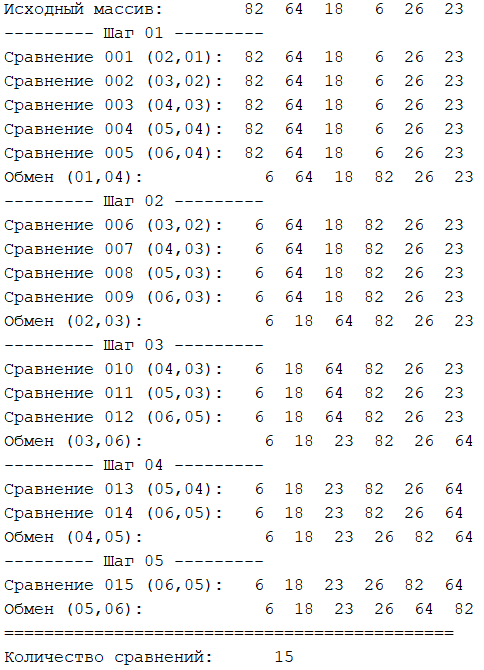 Исходный массив: 82 64 18 6 26 23
--------- Шаг 01 ---------
Сравнение 001 (02,01): 82 64 18 6 26 23
Сравнение 002 (03,02): 82 64 18 6 26 23
Сравнение 003 (04,03): 82 64 18 6 26 23
Сравнение 004 (05,04): 82 64 18 6 26 23
Сравнение 005 (06,04): 82 64 18 6 26 23
Обмен (01,04): 6 64 18 82 26 23
--------- Шаг 02 ---------
Сравнение 006 (03,02): 6 64 18 82 26 23
Сравнение 007 (04,03): 6 64 18 82 26 23
Сравнение 008 (05,03): 6 64 18 82 26 23
Сравнение 009 (06,03): 6 64 18 82 26 23
Обмен (02,03): 6 18 64 82 26 23
--------- Шаг 03 ---------
Сравнение 010 (04,03): 6 18 64 82 26 23
Сравнение 011 (05,03): 6 18 64 82 26 23
Сравнение 012 (06,05): 6 18 64 82 26 23
Обмен (03,06): 6 18 23 82 26 64
--------- Шаг 04 ---------
Сравнение 013 (05,04): 6 18 23 82 26 64
Сравнение 014 (06,05): 6 18 23 82 26 64
Обмен (04,05): 6 18 23 26 82 64
--------- Шаг 05 ---------
Сравнение 015 (06,05): 6 18 23 26 82 64
Обмен (05,06): 6 18 23 26 64 82
=============================================
Количество сравнений: 15